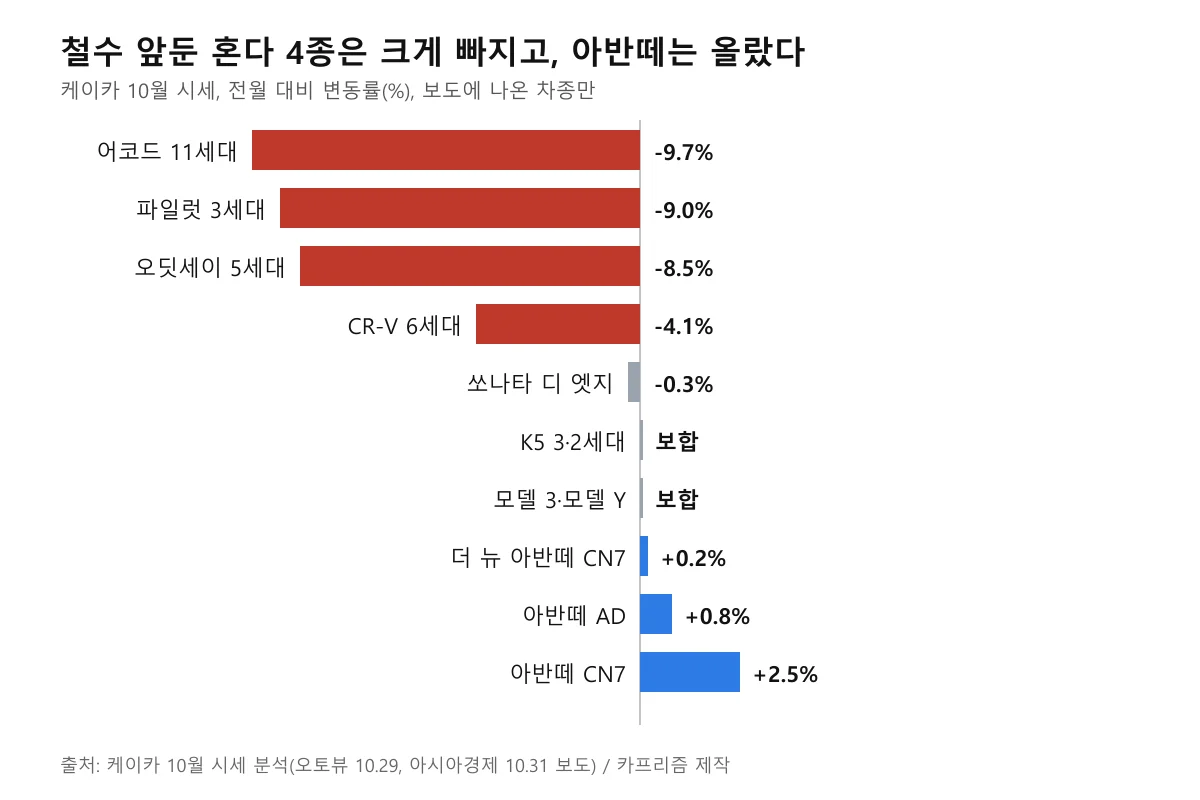 철수 앞둔 혼다 4종은 크게 빠지고, 아반떼는 올랐다
케이카 10월 시세, 전월 대비 변동률(%), 보도에 나온 차종만
어코드 11세대 -9.7%
파일럿 3세대 -9.0%
오딧세이 5세대 -8.5%
CR-V 6세대 -4.1%
쏘나타 디 엣지 -0.3%
K5 3·2세대 보합
모델 3·모델 Y 보합
더 뉴 아반떼 CN7 +0.2%
아반떼 AD +0.8%
아반떼 CN7 +2.5%
출처: 케이카 10월 시세 분석(오토뷰 10.29, 아시아경제 10.31 보도) / 카프리즘 제작